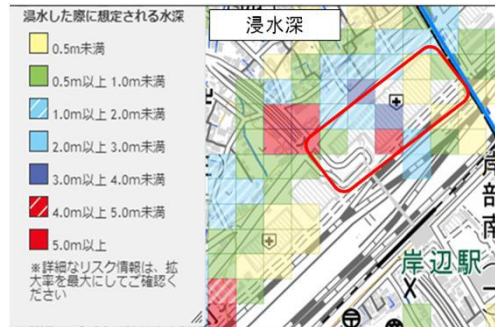 浸水した際に想定される水深
0.5m未満
0.5m以上 1.0m未満
1.0m以上 2.0m未満
2.0m以上 3.0m未満
3.0m以上 4.0m未満
4.0m以上 5.0m未満
5.0m以上
※詳細なリスク情報は、拡
大率を最大にしてご確認く
ださい
浸水深
岸部南一
岸辺駅